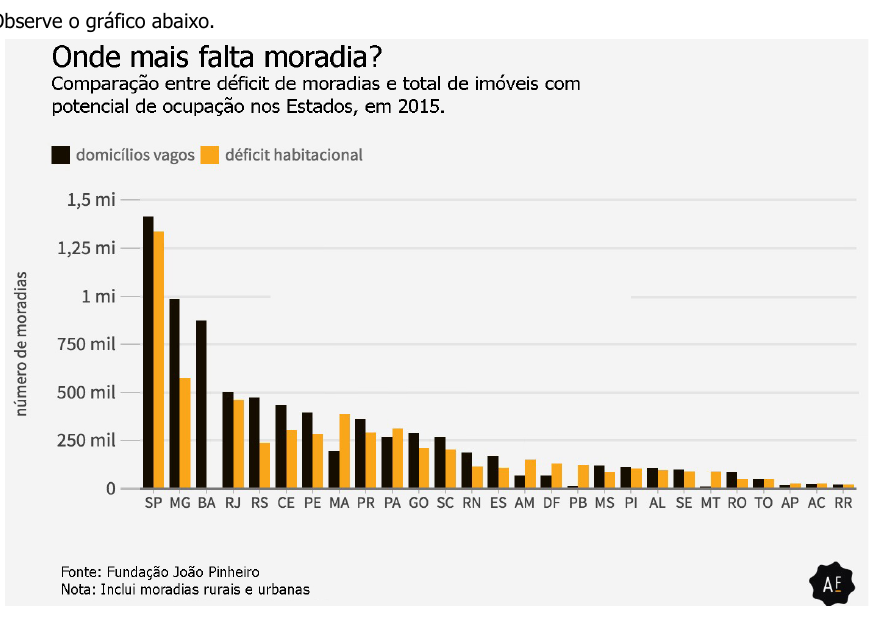 Observe o gráfico abaixo.
Onde mais falta moradia?
Comparação entre déficit de moradias e total de imóveis com
potencial de ocupação nos Estados, em 2015.
domicílios vagos déficit habitacional
número de moradias
1,5 mi
1,25 mi
1 mi
750 mil
500 mil
250 mil
0
SP MG BA RJ RS CE PE MA PR PA GO SC RN ES AM DF PB MS PI AL SE MT RO TO AP AC RR
Fonte: Fundação João Pinheiro
Nota: Inclui moradias rurais e urbanas
AF